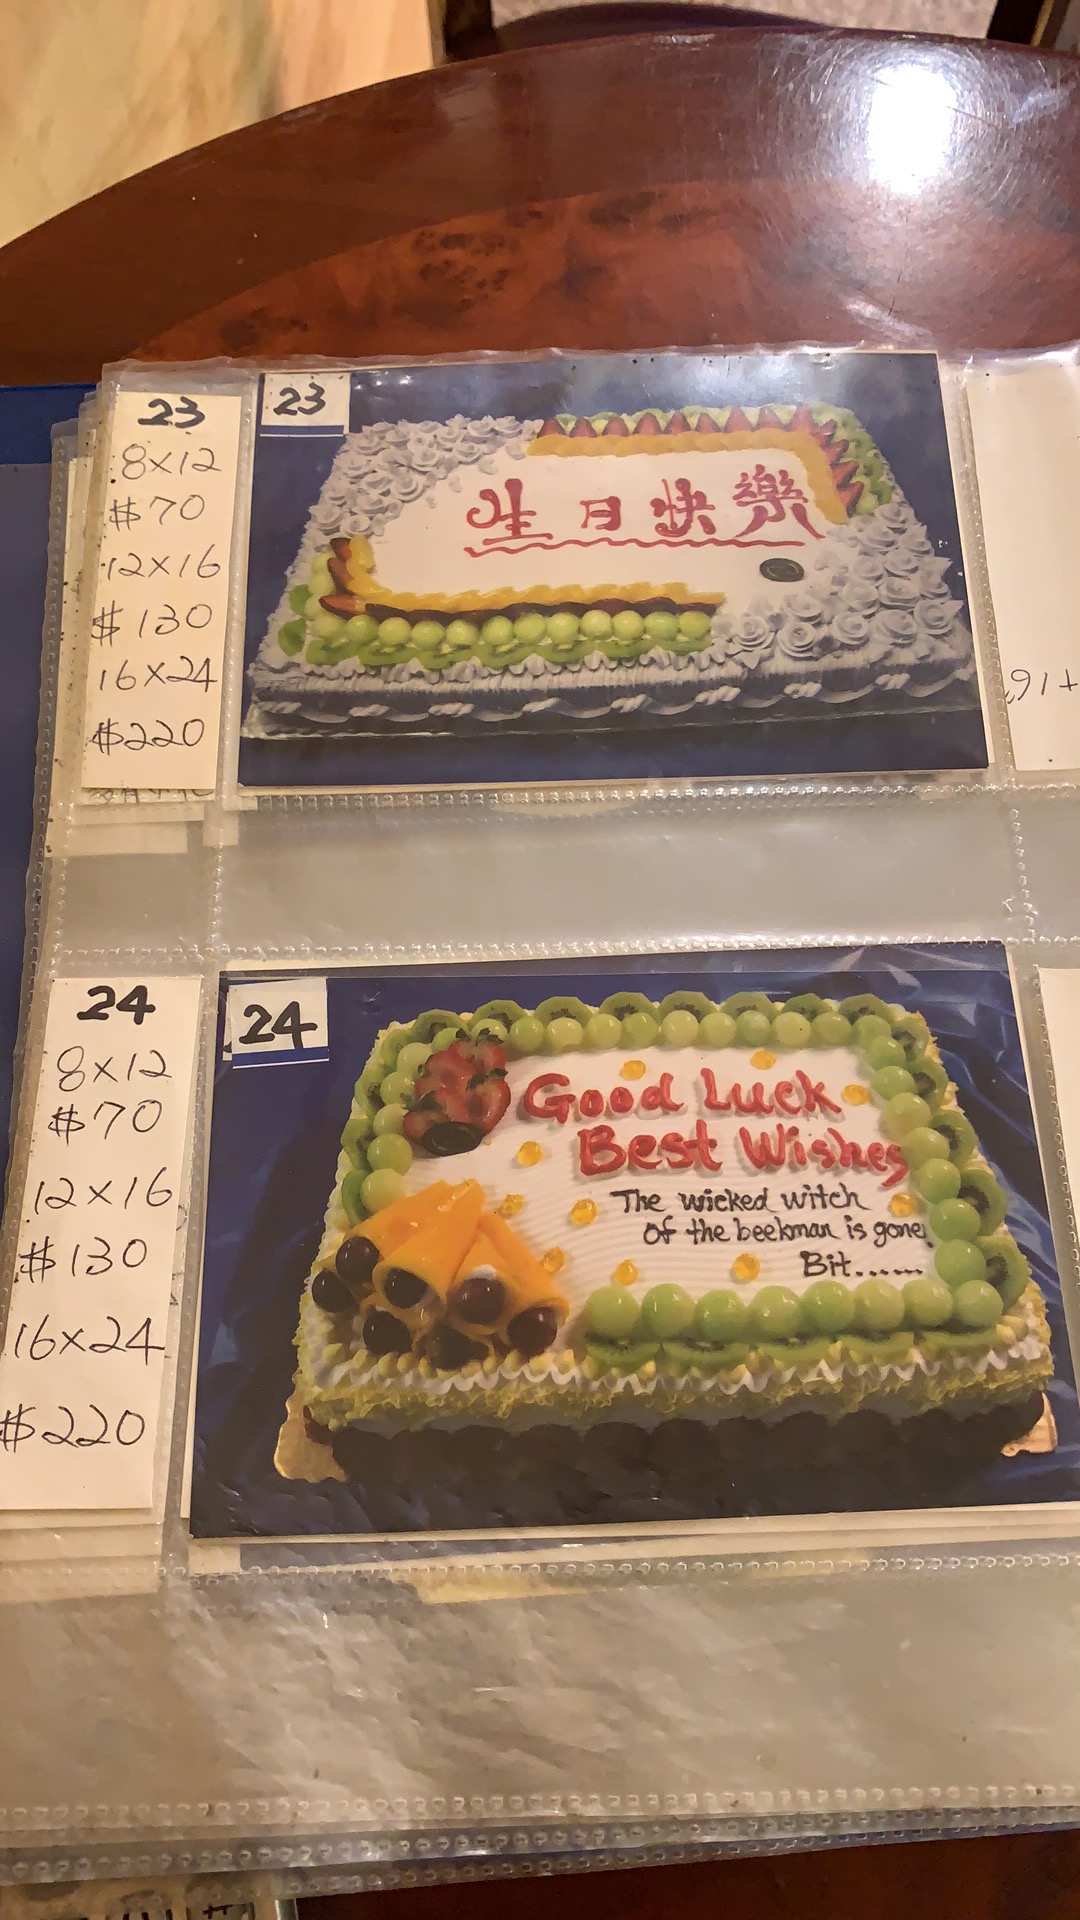 23
8x12
$70
12x16
$130
16x24
$220
23
生日快樂
24
8x12
$70
12x16
$130
16x24
$220
24
Good Luck
Best Wishes
The wicked witch
of the beekman is gone,
Bit......